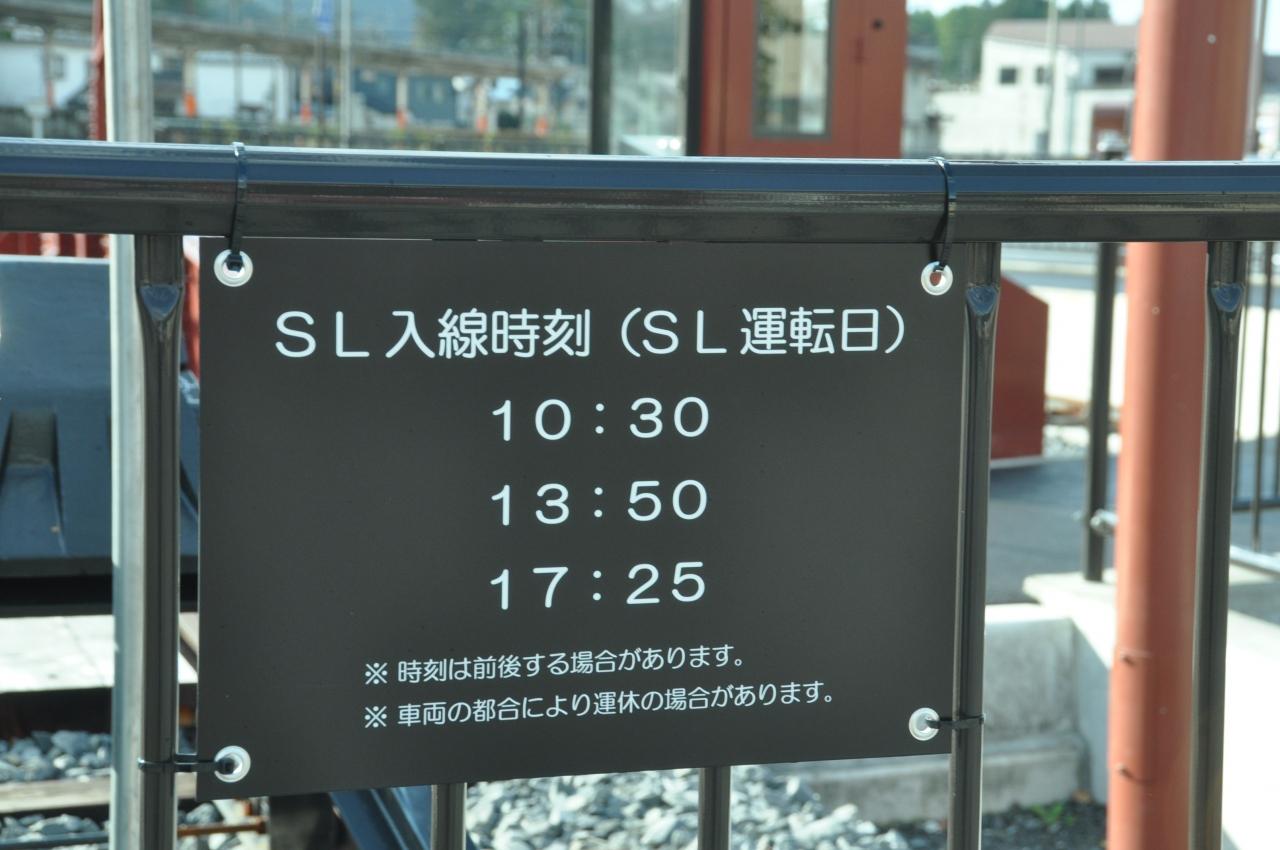 ＳＬ入線時刻（ＳＬ運転日）
１０：３０
１３：５０
１７：２５
※ 時刻は前後する場合があります。
※ 車両の都合により運休の場合があります。